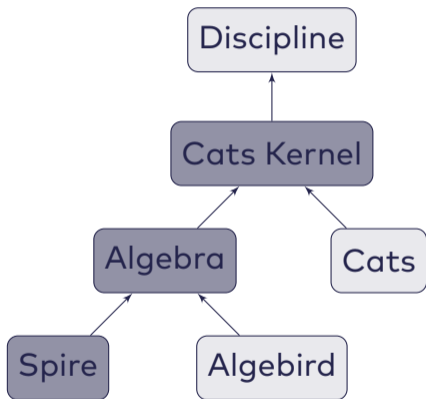 Discipline
Cats Kernel
Algebra
Cats
Spire
Algebird